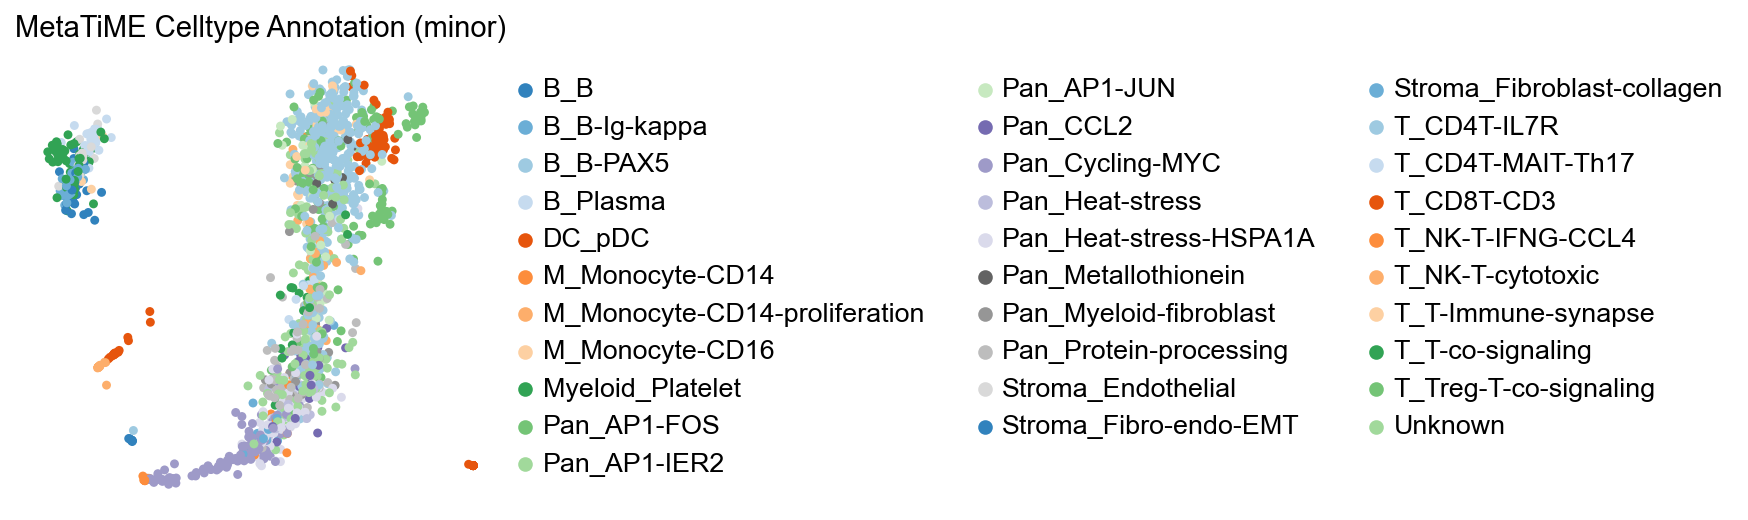 MetaTiME Celltype Annotation (minor)
B_B
B_B-Ig-kappa
B_B-PAX5
B_Plasma
DC_pDC
M_Monocyte-CD14
M_Monocyte-CD14-proliferation
M_Monocyte-CD16
Myeloid_Platelet
Pan_AP1-FOS
Pan_AP1-IER2
Pan_AP1-JUN
Pan_CCL2
Pan_Cycling-MYC
Pan_Heat-stress
Pan_Heat-stress-HSPA1A
Pan_Metallothionein
Pan_Myeloid-fibroblast
Pan_Protein-processing
Stroma_Endothelial
Stroma_Fibro-endo-EMT
Stroma_Fibroblast-collagen
T_CD4T-IL7R
T_CD4T-MAIT-Th17
T_CD8T-CD3
T_NK-T-IFNG-CCL4
T_NK-T-cytotoxic
T_T-Immune-synapse
T_T-co-signaling
T_Treg-T-co-signaling
Unknown